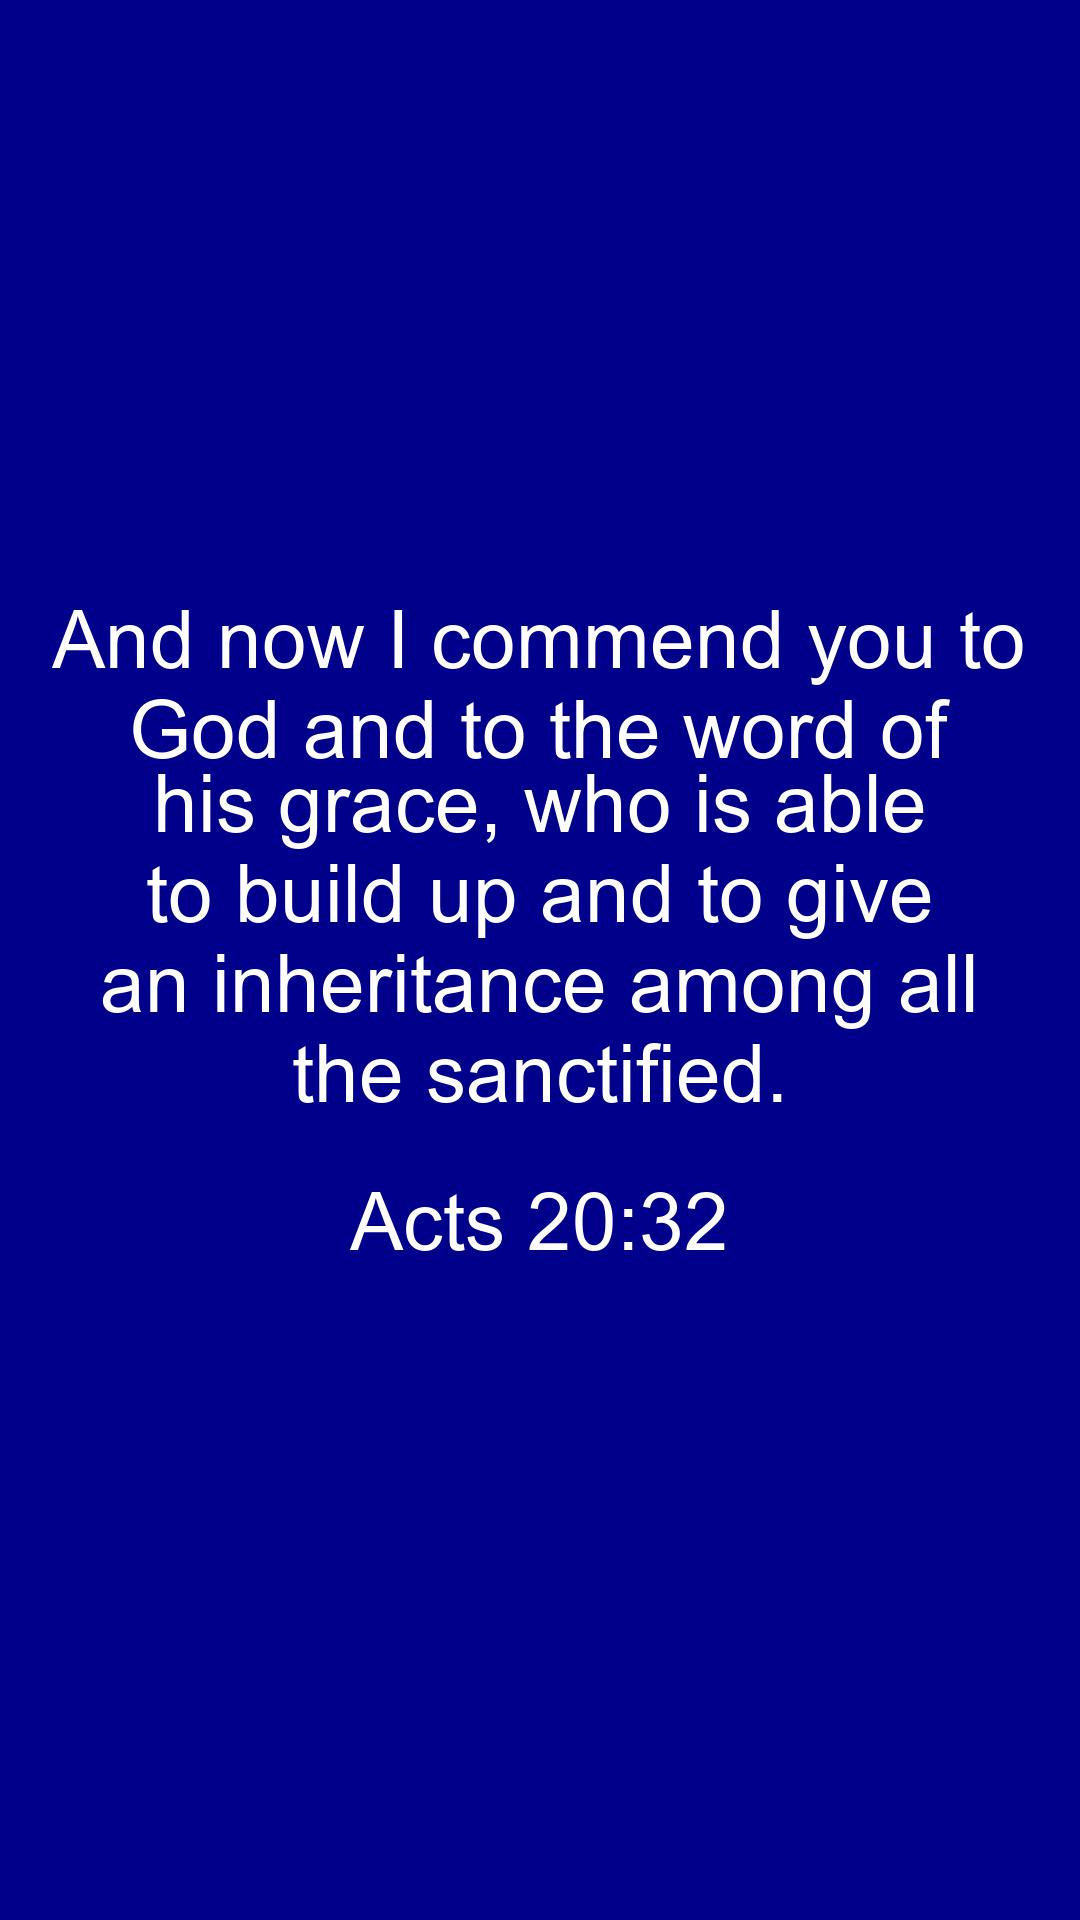 And now I commend you to
God and to the word of
his grace, who is able
to build up and to give
an inheritance among all
the sanctified.
Acts 20:32